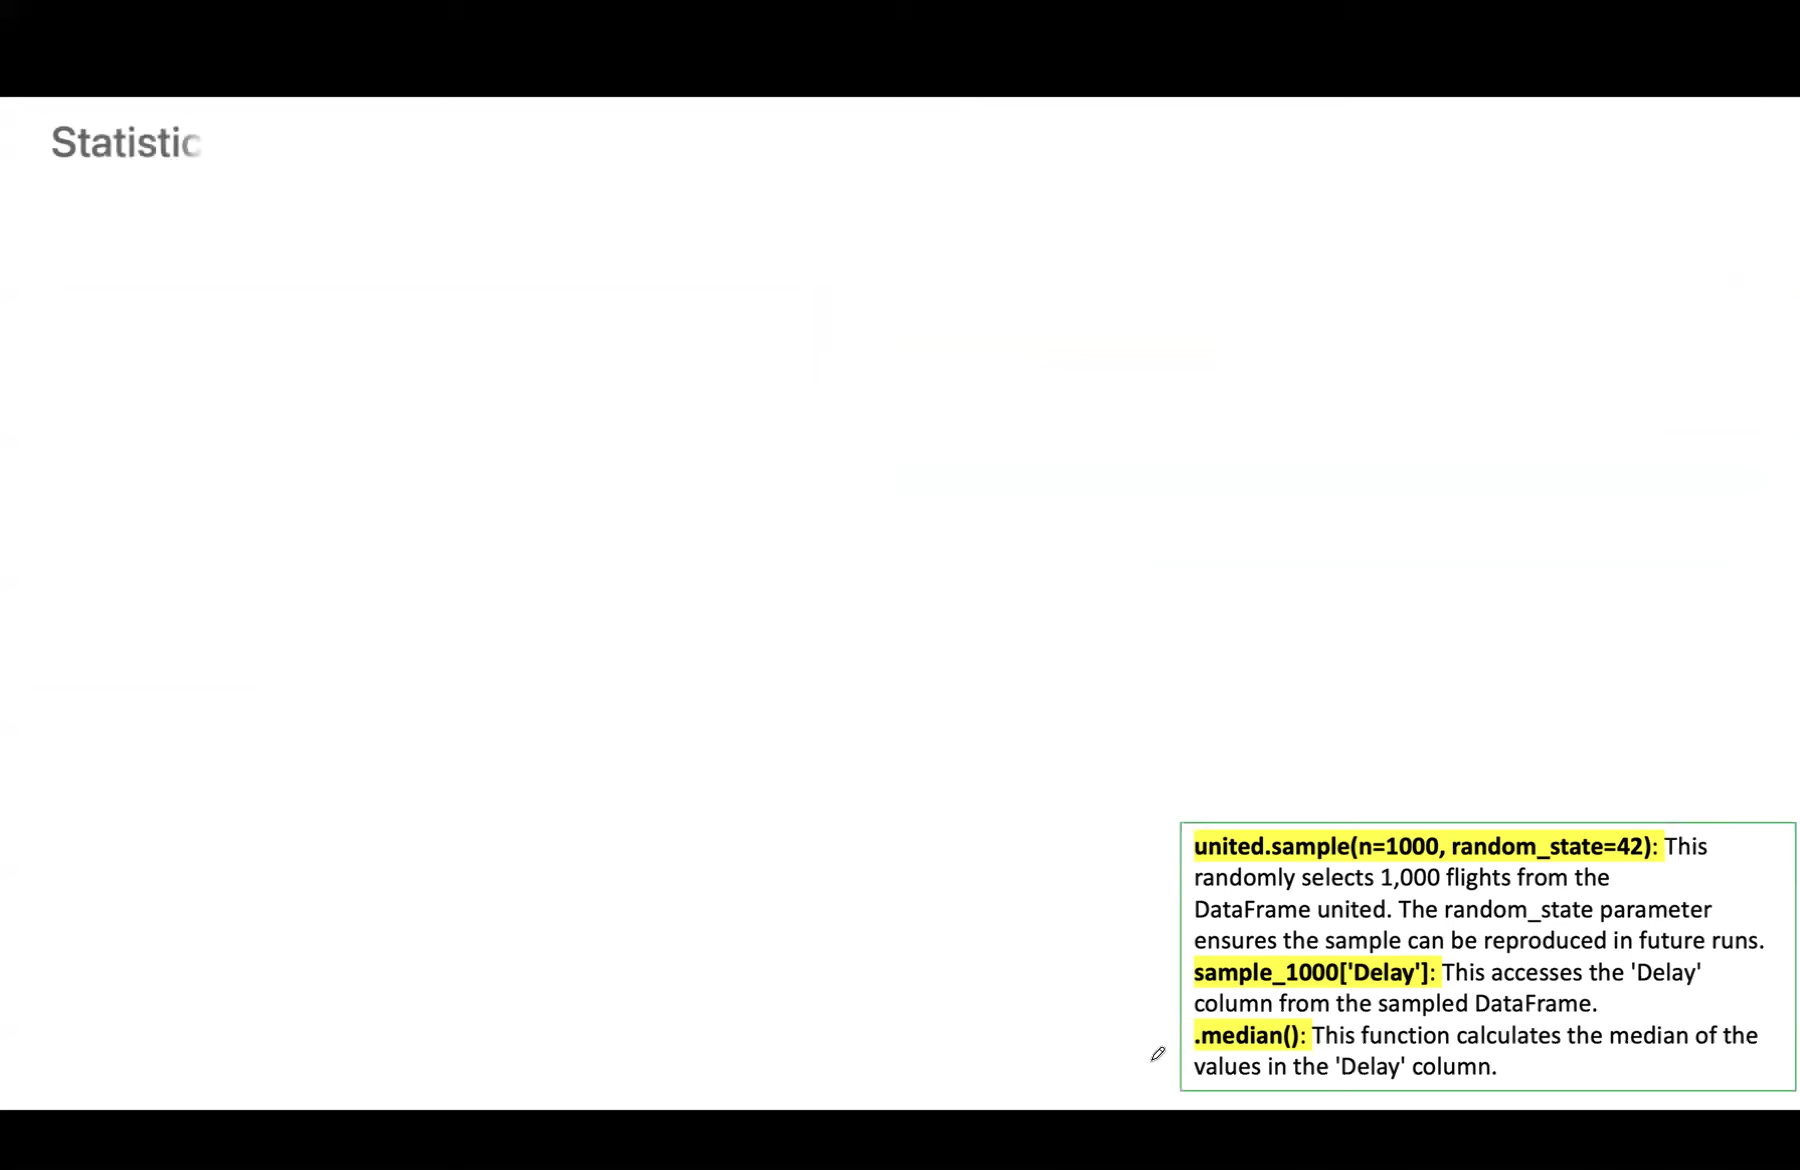 Statistic
united.sample(n=1000, random_state=42): This
randomly selects 1,000 flights from the
DataFrame united. The random_state parameter
ensures the sample can be reproduced in future runs.
sample_1000['Delay']: This accesses the 'Delay'
column from the sampled DataFrame.
.median(): This function calculates the median of the
values in the 'Delay' column.